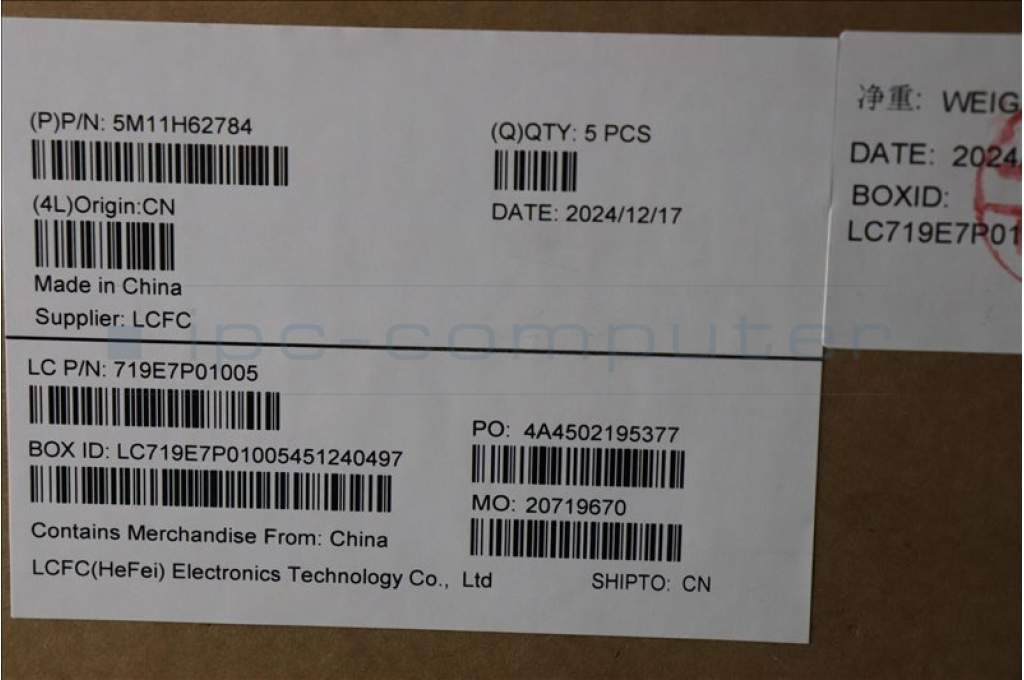 (P)P/N: 5M11H62784
(Q)QTY: 5 PCS
(4L)Origin:CN
DATE: 2024/12/17
Made in China
Supplier: LCFC
LC P/N: 719E7P01005
BOX ID: LC719E7P01005451240497
PO: 4A4502195377
MO: 20719670
Contains Merchandise From: China
LCFC(HeFei) Electronics Technology Co., Ltd
SHIPTO: CN
净重: WEIG
DATE: 2024/
BOXID:
LC719E7P01
ipc-computer